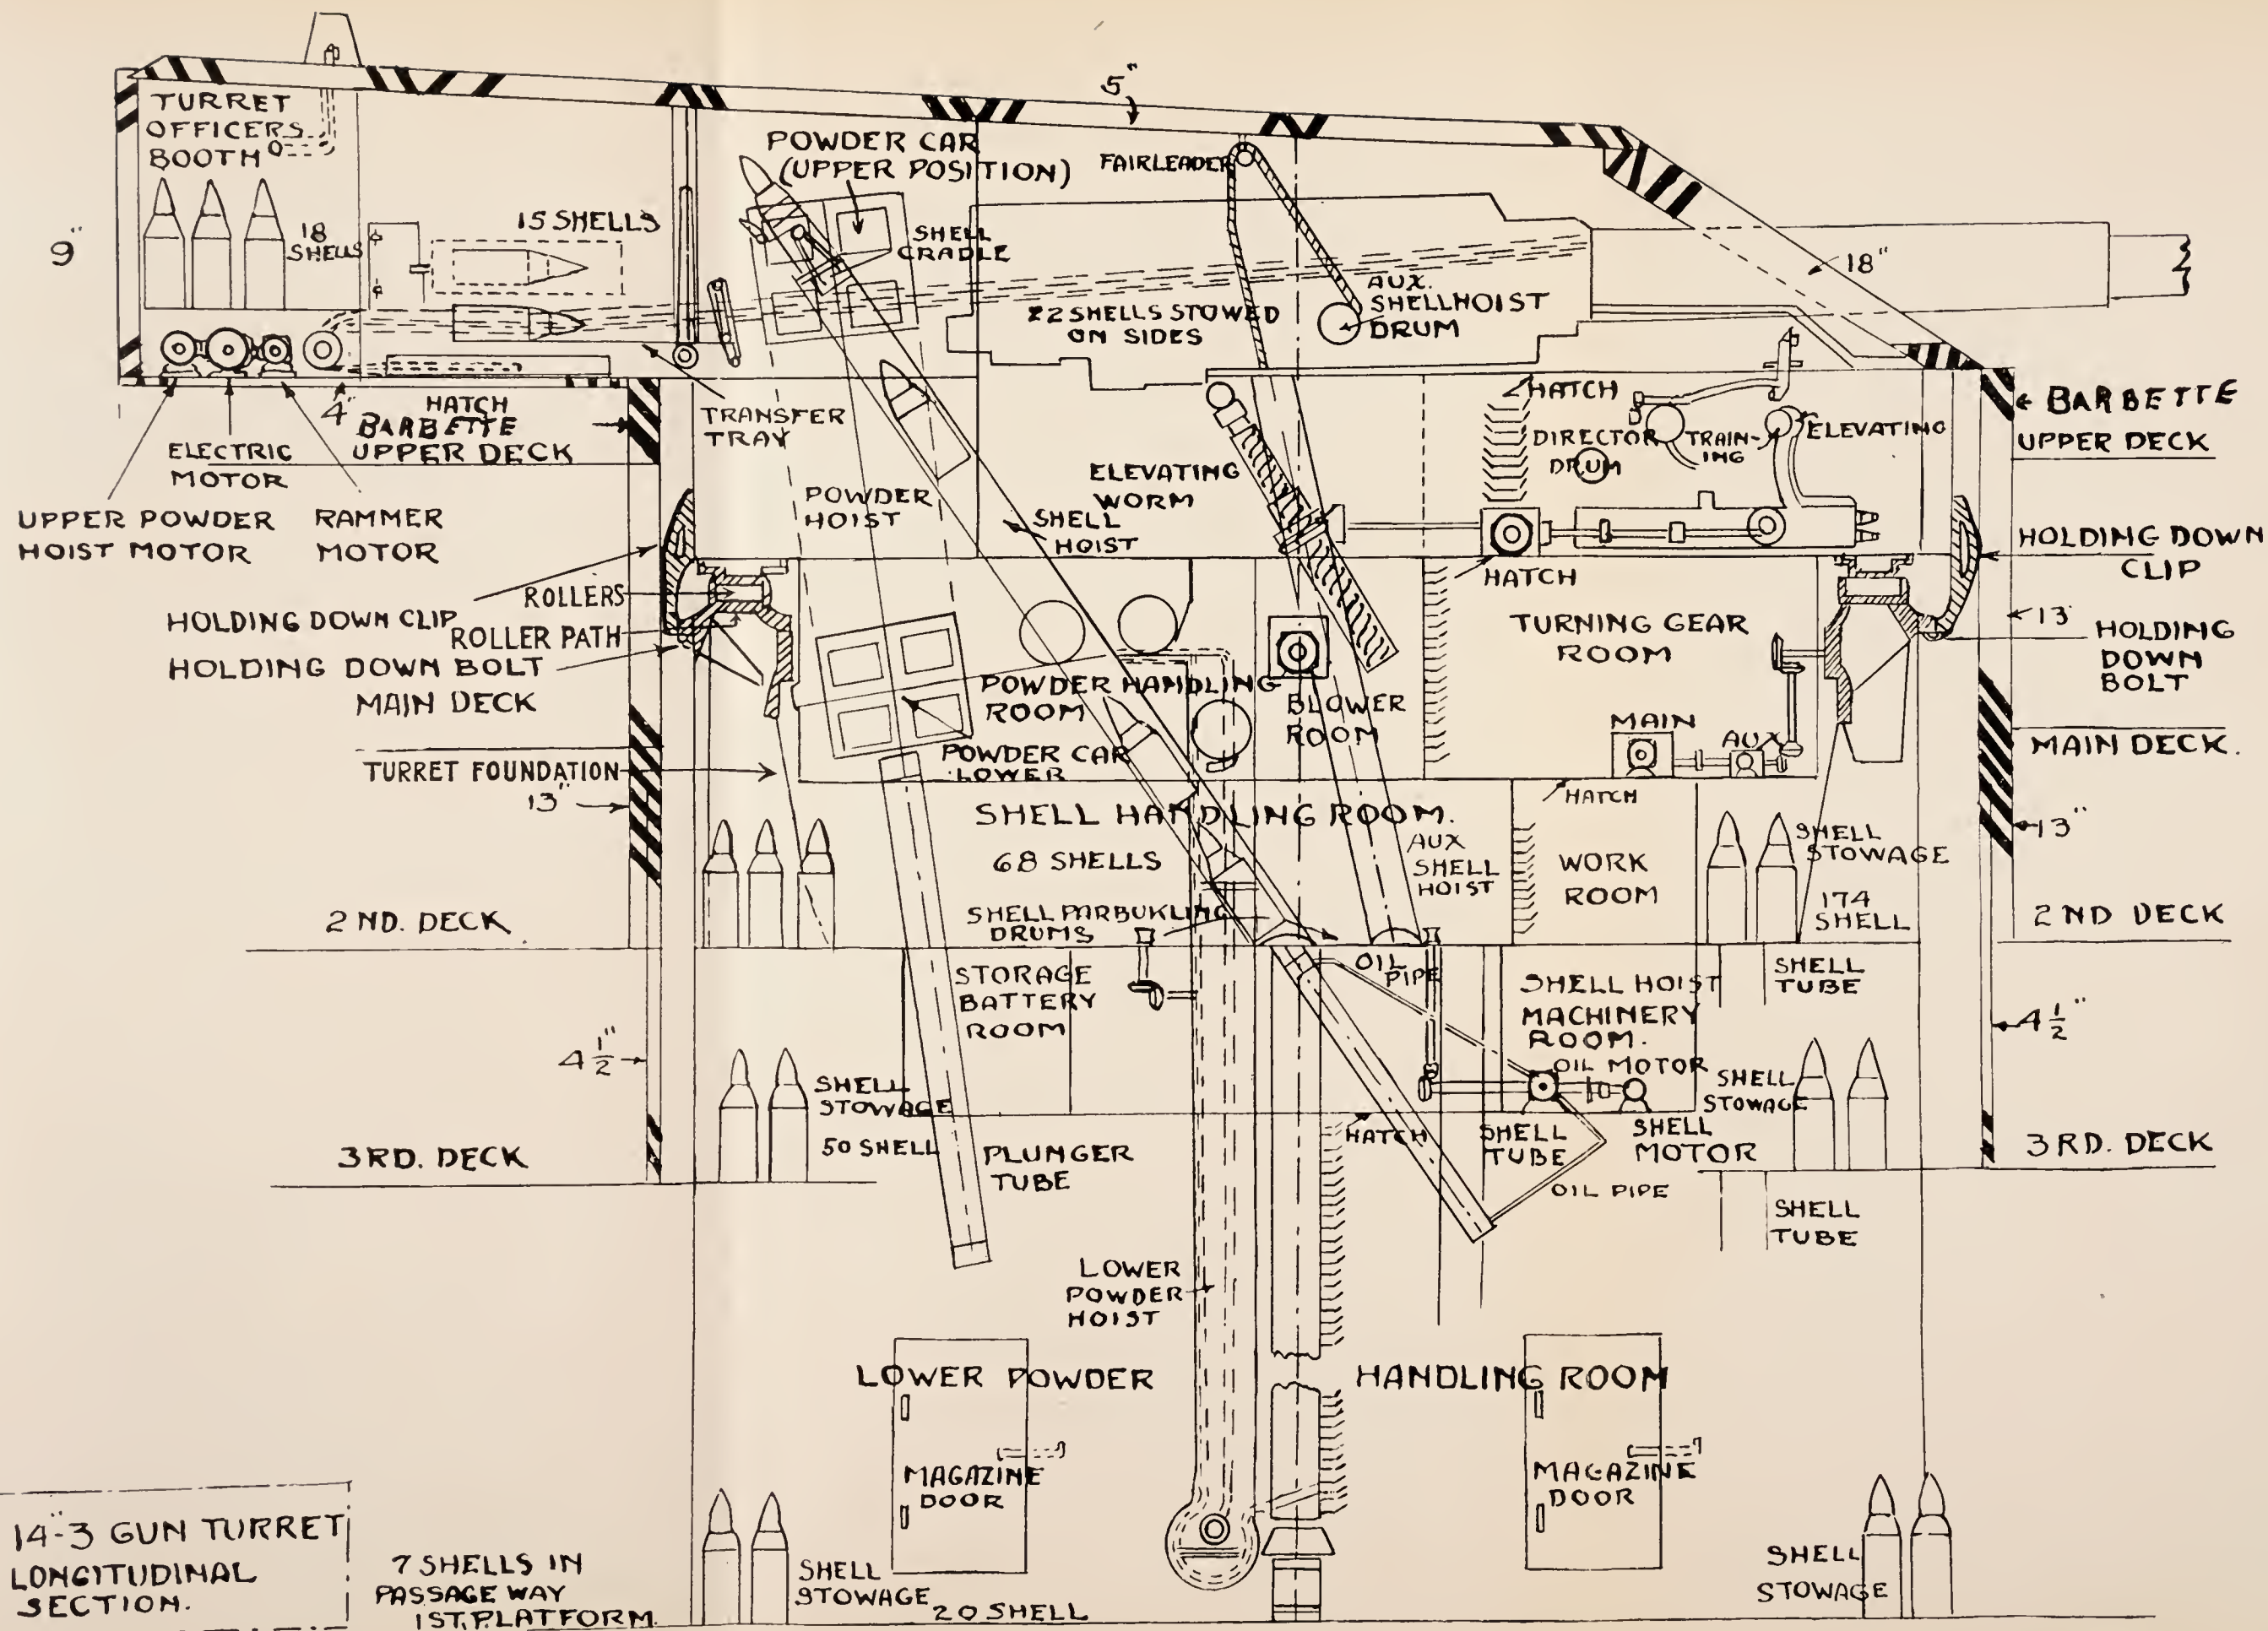 5"
TURRET
OFFICERS
BOOTH
POWDER CAR
(UPPER POSITION)
FAIRLEADER
9"
18
SHELLS
15 SHELLS
SHELL
CRADLE
22 SHELLS STOWED
ON SIDES
AUX.
SHELLHOIST
DRUM
18"
4"
HATCH
BARBETTE
UPPER DECK
TRANSFER
TRAY
HATCH
DIRECTOR
DRUM
TRAIN-
ING
ELEVATING
BARBETTE
UPPER DECK
ELECTRIC
MOTOR
UPPER POWDER
HOIST MOTOR
RAMMER
MOTOR
POWDER
HOIST
ELEVATING
WORM
SHELL
HOIST
HATCH
HOLDING DOWN
CLIP
ROLLERS
HOLDING DOWN CLIP
ROLLER PATH
HOLDING DOWN BOLT
MAIN DECK
TURNING GEAR
ROOM
13"
HOLDING
DOWN
BOLT
POWDER HANDLING
ROOM
BLOWER
ROOM
MAIN
AUX
MAIN DECK.
POWDER CAR
LOWER
TURRET FOUNDATION
13"
HATCH
SHELL HANDLING ROOM.
68 SHELLS
AUX
SHELL
HOIST
WORK
ROOM
SHELL
STOWAGE
13"
174
SHELL
2 ND. DECK
SHELL PARBUKLING
DRUMS
2 ND DECK
STORAGE
BATTERY
ROOM
OIL
PIPE
SHELL HOIST
MACHINERY
ROOM.
SHELL
TUBE
4 1/2"
4 1/2"
OIL MOTOR
SHELL
STOWAGE
50 SHELL
SHELL
STOWAGE
3 RD. DECK
PLUNGER
TUBE
HATCH
SHELL
TUBE
SHELL
MOTOR
3 RD. DECK
OIL PIPE
SHELL
TUBE
LOWER
POWDER
HOIST
LOWER POWDER HANDLING ROOM
MAGAZINE
DOOR
MAGAZINE
DOOR
14"-3 GUN TURRET
LONGITUDINAL
SECTION.
7 SHELLS IN
PASSAGE WAY
1ST. PLATFORM.
SHELL
STOWAGE
20 SHELL
SHELL
STOWAGE